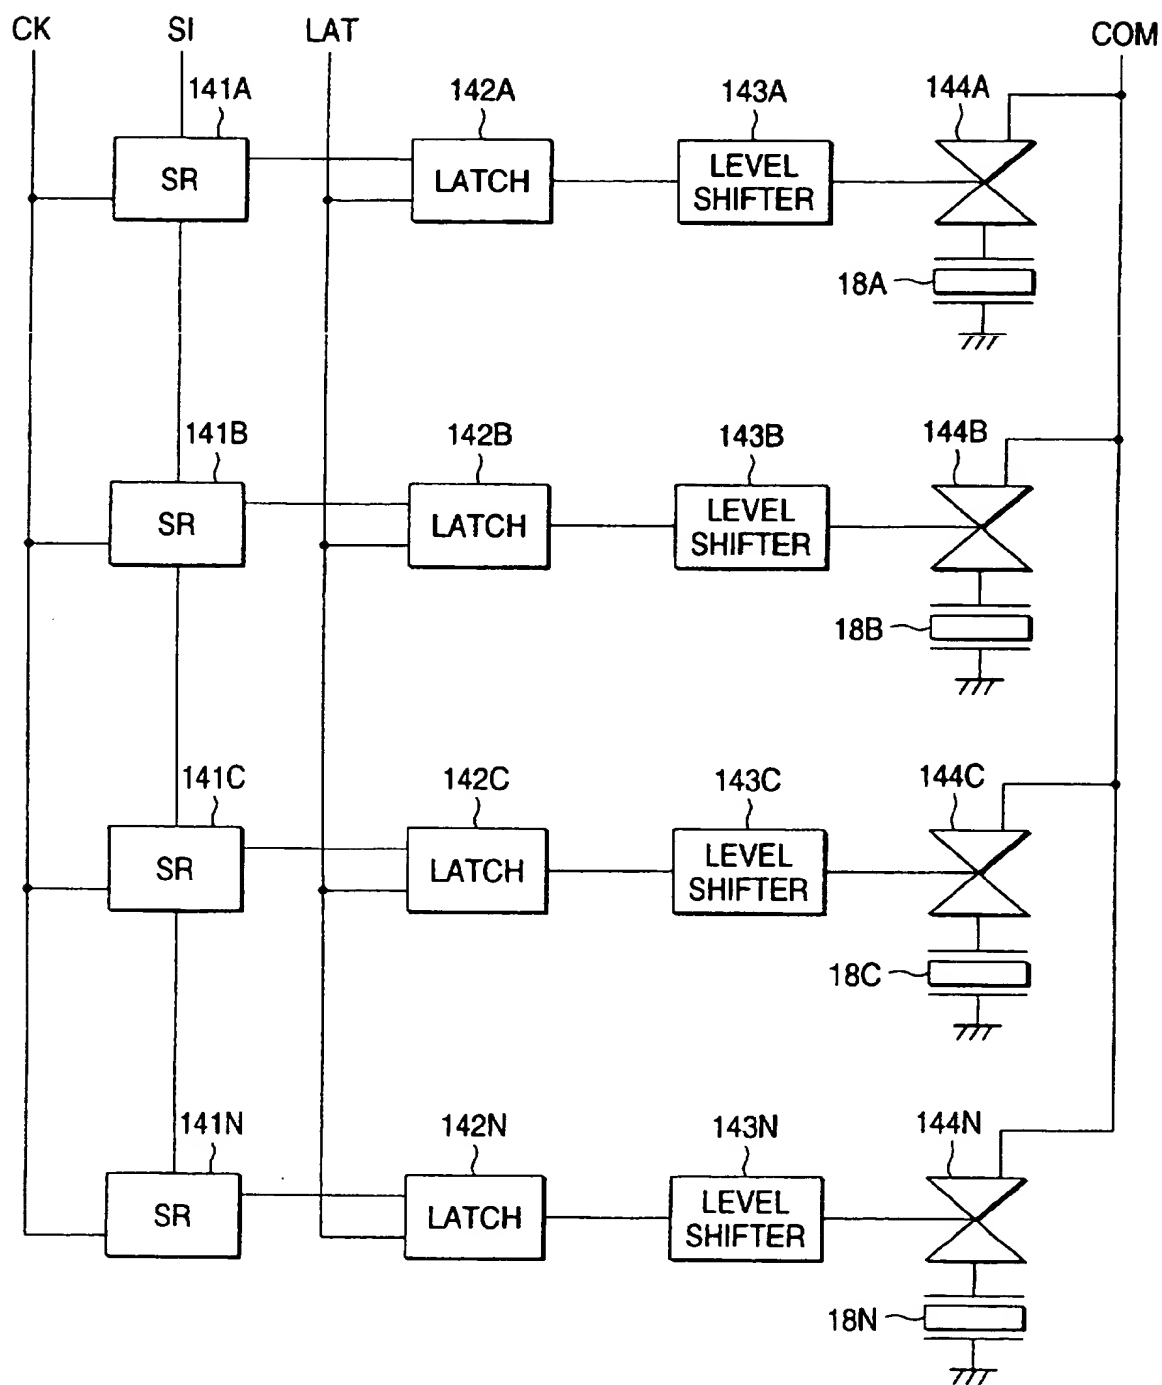 CK SI LAT COM
141A 142A 143A 144A
SR LATCH LEVEL SHIFTER
18A
141B 142B 143B 144B
SR LATCH LEVEL SHIFTER
18B
141C 142C 143C 144C
SR LATCH LEVEL SHIFTER
18C
141N 142N 143N 144N
SR LATCH LEVEL SHIFTER
18N